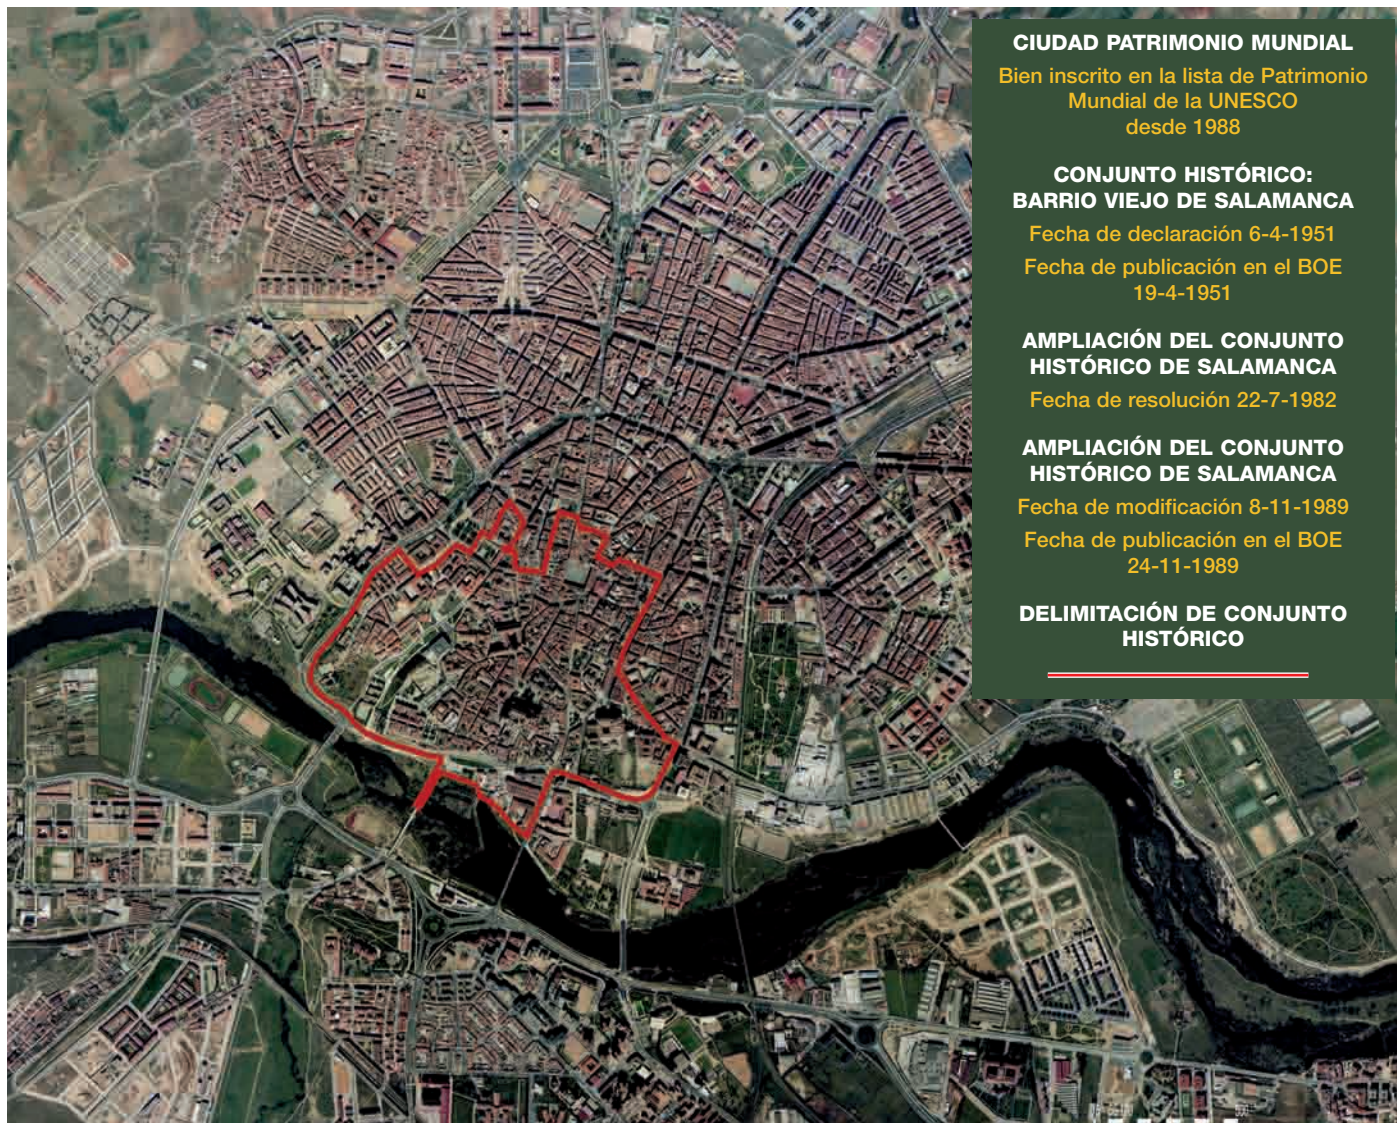 CIUDAD PATRIMONIO MUNDIAL
Bien inscrito en la lista de Patrimonio
Mundial de la UNESCO
desde 1988
CONJUNTO HISTÓRICO:
BARRIO VIEJO DE SALAMANCA
Fecha de declaración 6-4-1951
Fecha de publicación en el BOE
19-4-1951
AMPLIACIÓN DEL CONJUNTO
HISTÓRICO DE SALAMANCA
Fecha de resolución 22-7-1982
AMPLIACIÓN DEL CONJUNTO
HISTÓRICO DE SALAMANCA
Fecha de modificación 8-11-1989
Fecha de publicación en el BOE
24-11-1989
DELIMITACIÓN DE CONJUNTO
HISTÓRICO